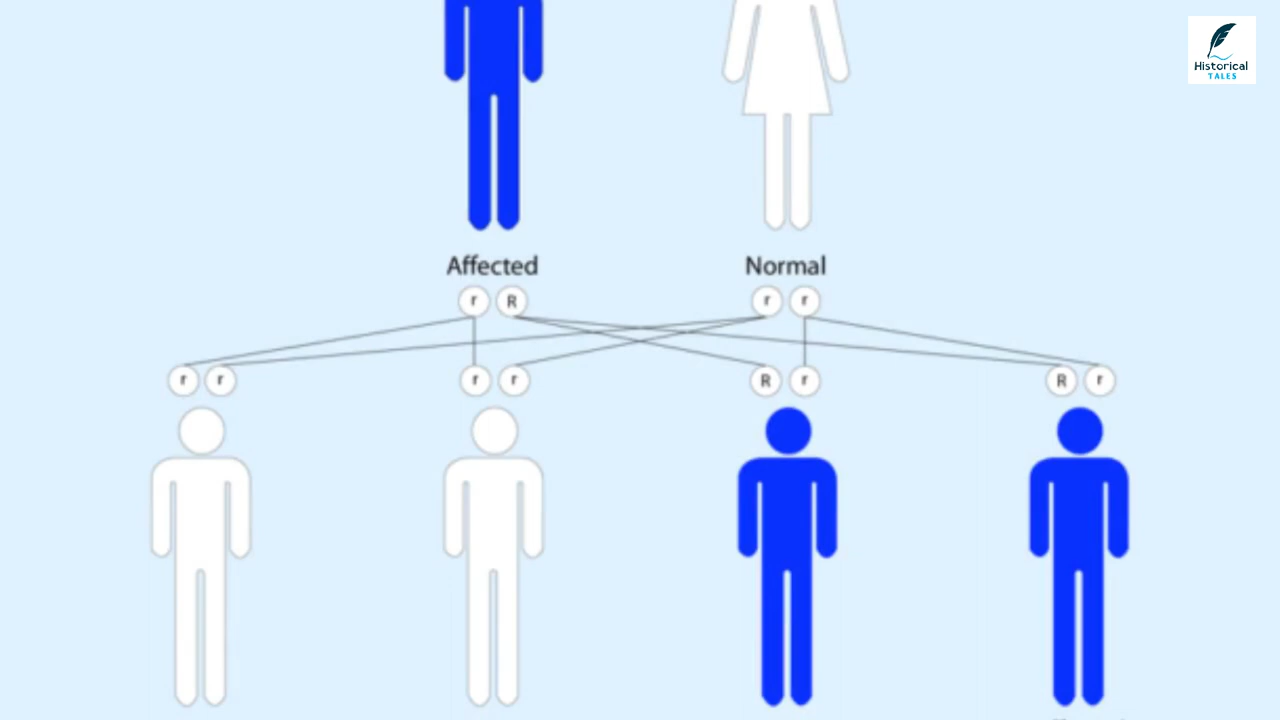 Historical
TALES
Affected Normal
r R r r
r r r r R r R r